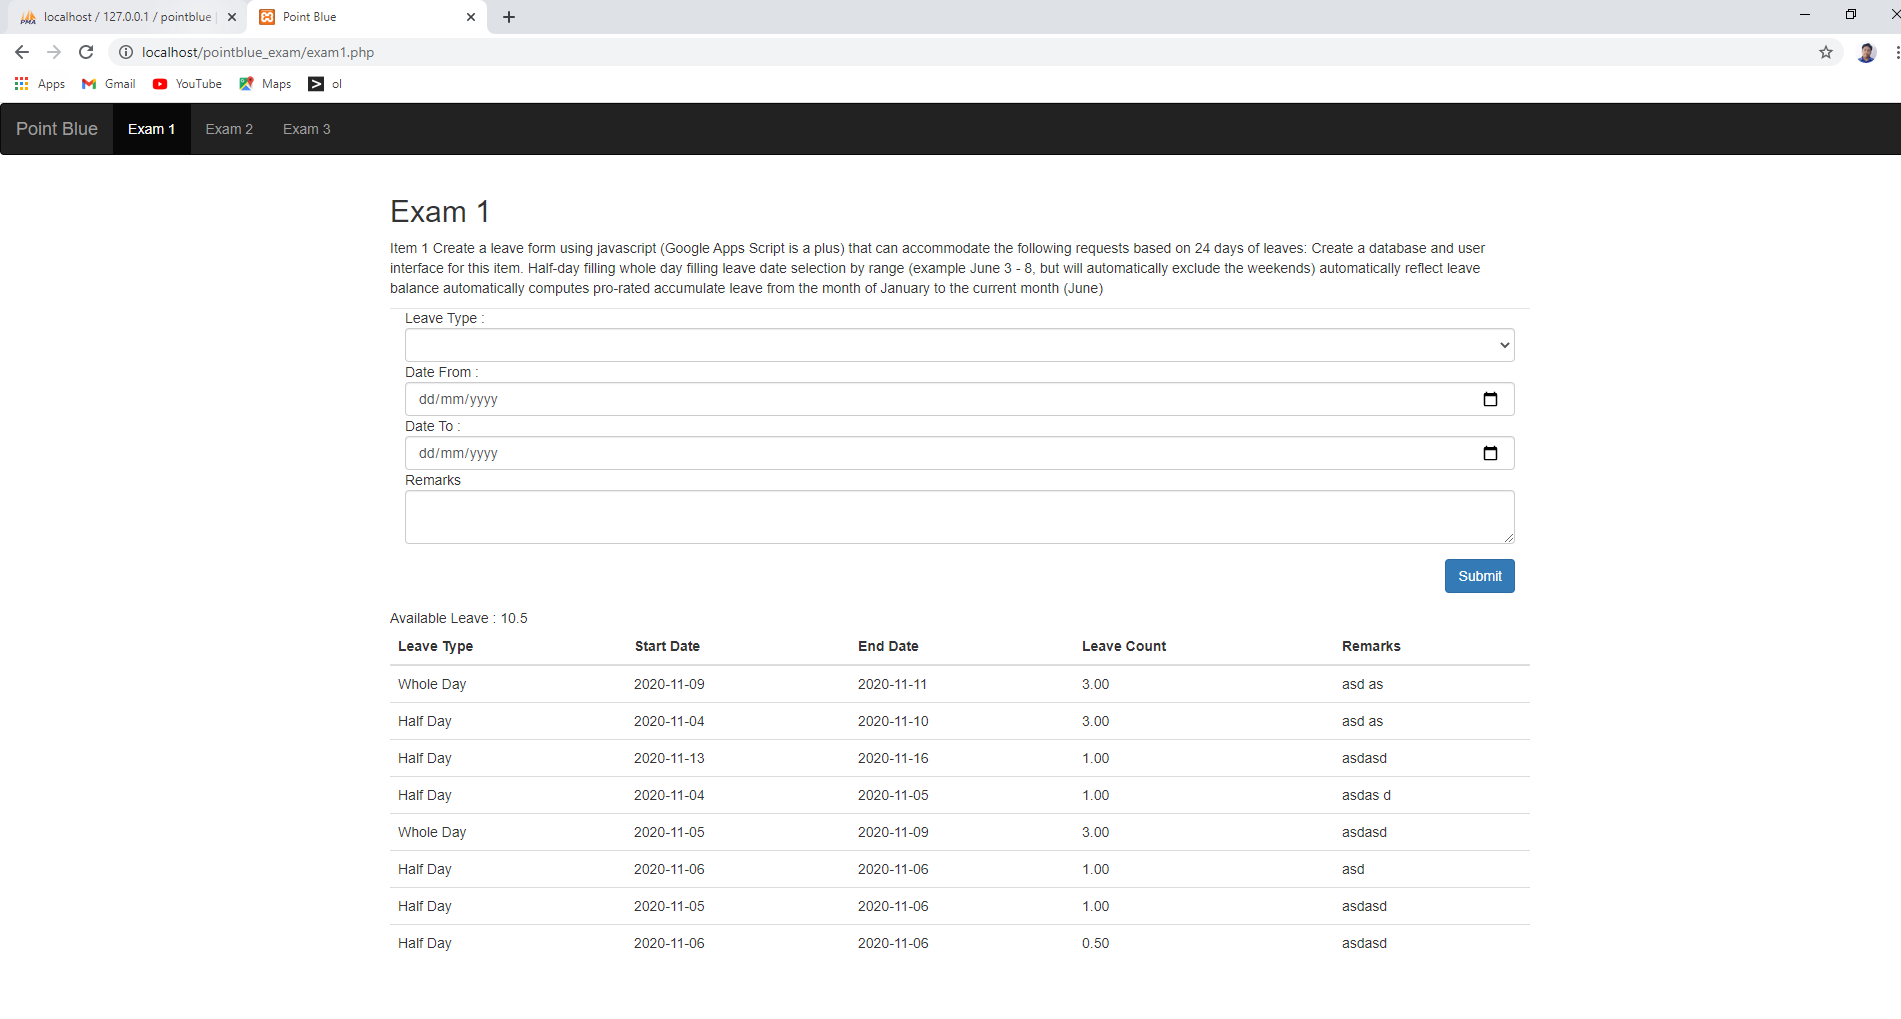 localhost / 127.0.0.1 / pointblue |
Point Blue
localhost/pointblue_exam/exam1.php
Apps Gmail YouTube Maps ol
Point Blue Exam 1 Exam 2 Exam 3
Exam 1
Item 1 Create a leave form using javascript (Google Apps Script is a plus) that can accommodate the following requests based on 24 days of leaves: Create a database and user
interface for this item. Half-day filling whole day filling leave date selection by range (example June 3 - 8, but will automatically exclude the weekends) automatically reflect leave
balance automatically computes pro-rated accumulate leave from the month of January to the current month (June)
Leave Type :
Date From :
dd/mm/yyyy
Date To :
dd/mm/yyyy
Remarks
Submit
Available Leave : 10.5
Leave Type Start Date End Date Leave Count Remarks
Whole Day 2020-11-09 2020-11-11 3.00 asd as
Half Day 2020-11-04 2020-11-10 3.00 asd as
Half Day 2020-11-13 2020-11-16 1.00 asdasd
Half Day 2020-11-04 2020-11-05 1.00 asdas d
Whole Day 2020-11-05 2020-11-09 3.00 asdasd
Half Day 2020-11-06 2020-11-06 1.00 asd
Half Day 2020-11-05 2020-11-06 1.00 asdasd
Half Day 2020-11-06 2020-11-06 0.50 asdasd